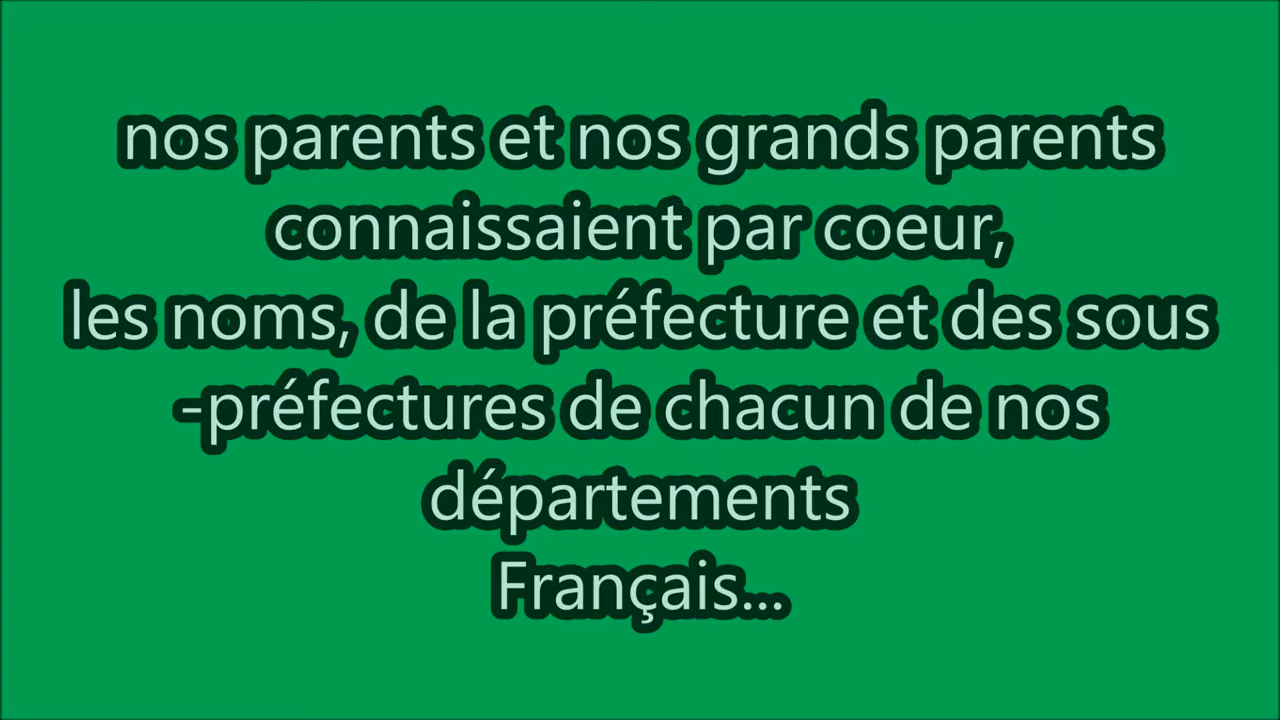 nos parents et nos grands parents
connaissaient par coeur,
les noms, de la préfecture et des sous
-préfectures de chacun de nos
départements
Français...